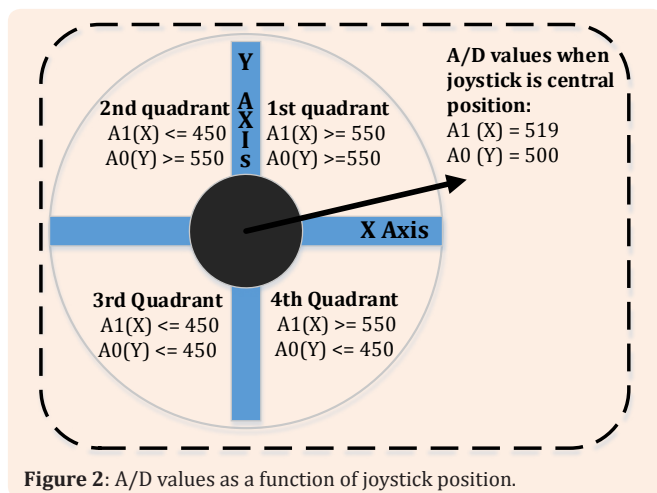 A/D values when
joystick is central
position:
A1 (X) = 519
A0 (Y) = 500
Y AXIs
2nd quadrant
A1(X) <= 450
A0(Y) >= 550
1st quadrant
A1(X) >= 550
A0(Y) >=550
X Axis
3rd Quadrant
A1(X) <= 450
A0(Y) <= 450
4th Quadrant
A1(X) >= 550
A0(Y) <= 450
Figure 2: A/D values as a function of joystick position.